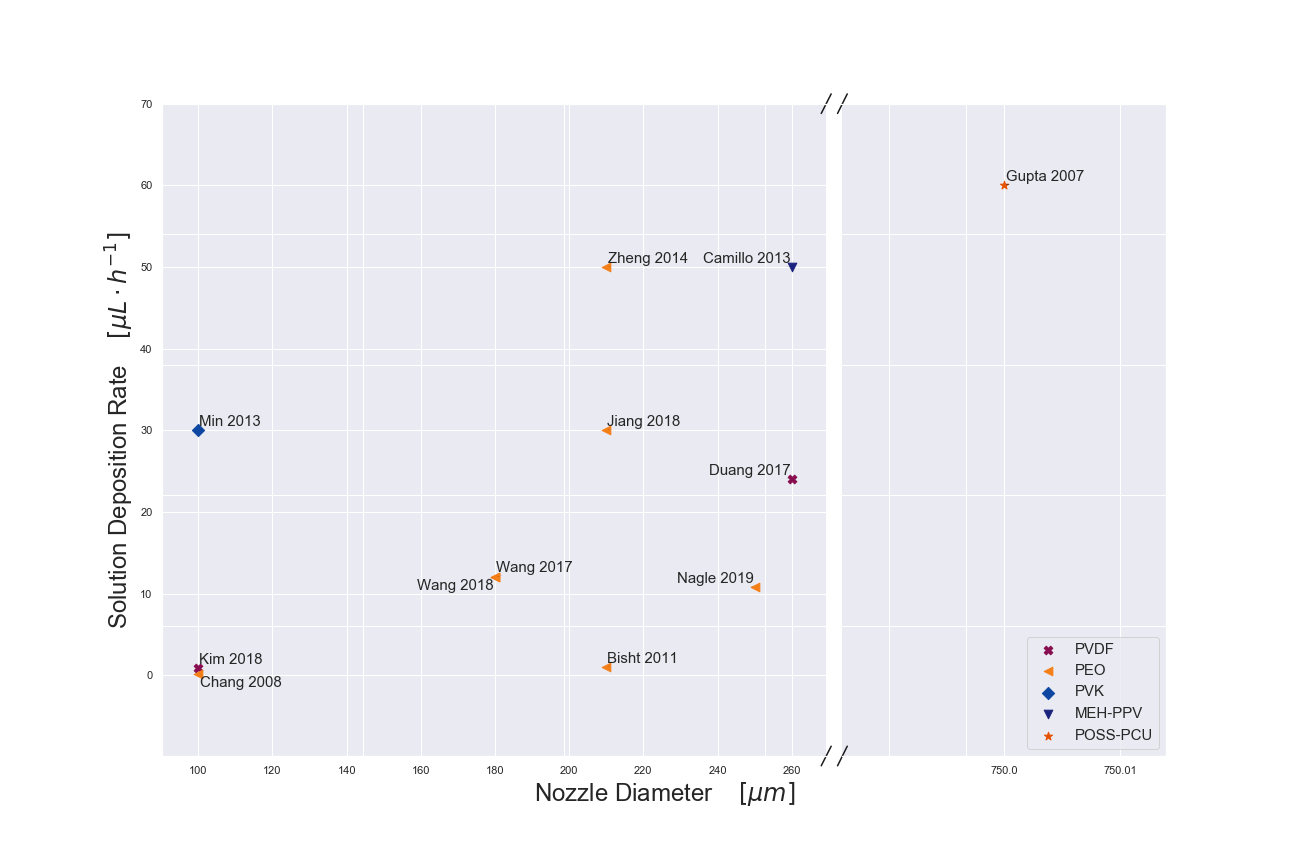 70
60
50
40
30
20
10
0
Solution Deposition Rate [μL · h⁻¹]
Gupta 2007
Zheng 2014
Camillo 2013
Min 2013
Jiang 2018
Duang 2017
Wang 2017
Wang 2018
Nagle 2019
Kim 2018
Chang 2008
Bisht 2011
PVDF
PEO
PVK
MEH-PPV
POSS-PCU
100 120 140 160 180 200 220 240 260 750.0 750.01
Nozzle Diameter [μm]